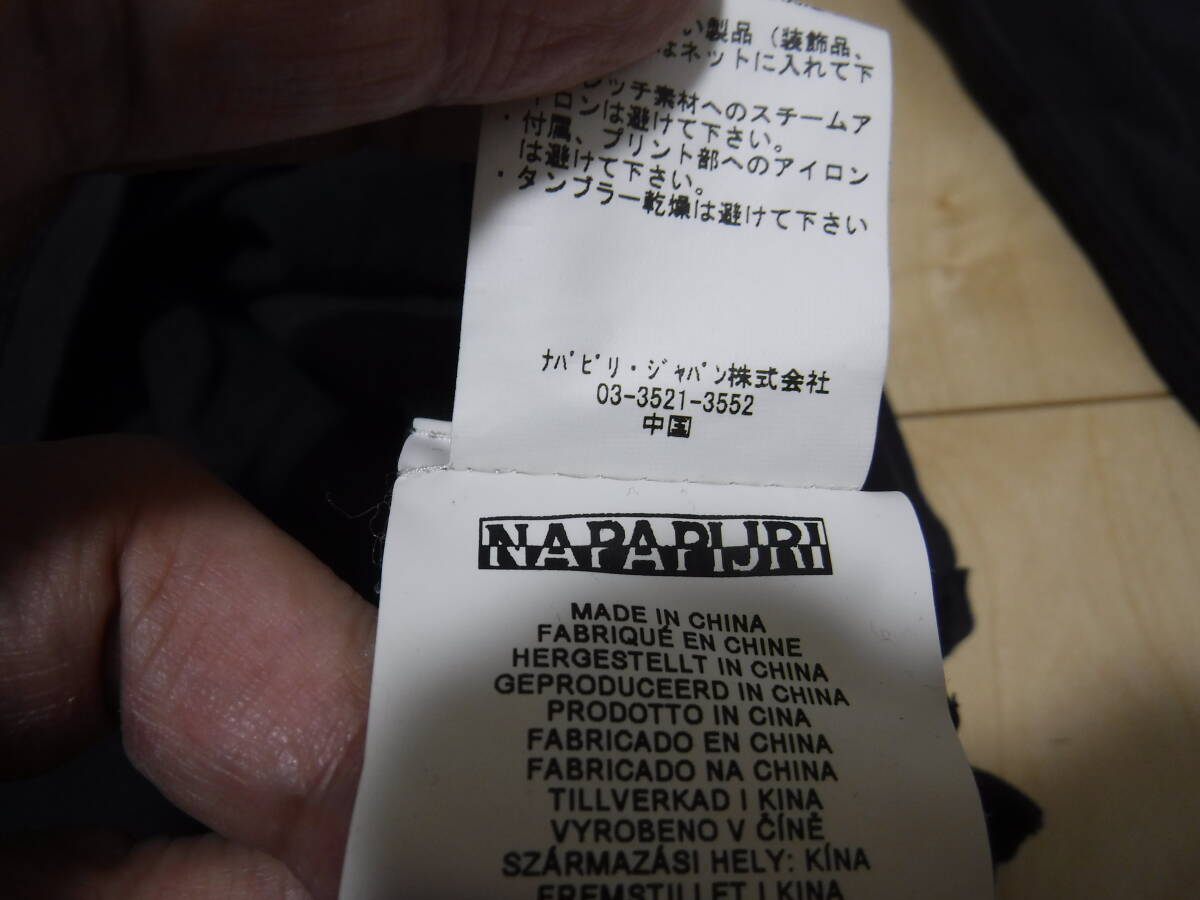 い製品（装飾品、
はネットに入れて下
ッチ素材へのスチームア
ロンは避けて下さい。
・付属、プリント部へのアイロン
は避けて下さい。
・タンブラー乾燥は避けて下さい
ﾅﾊﾟﾋﾟﾘ・ｼﾞｬﾊﾟﾝ株式会社
03-3521-3552
中国
NAPAPIJRI
MADE IN CHINA
FABRIQUÉ EN CHINE
HERGESTELLT IN CHINA
GEPRODUCEERD IN CHINA
PRODOTTO IN CINA
FABRICADO EN CHINA
FABRICADO NA CHINA
TILLVERKAD I KINA
VYROBENO V ČÍNĚ
SZÁRMAZÁSI HELY: KÍNA
FREMSTILLET I KINA